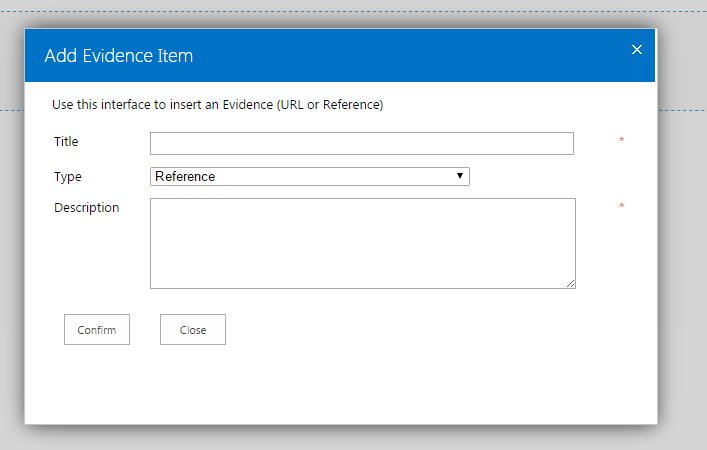 Add Evidence Item
Use this interface to insert an Evidence (URL or Reference)
Title *
Type Reference
Description *
Confirm Close